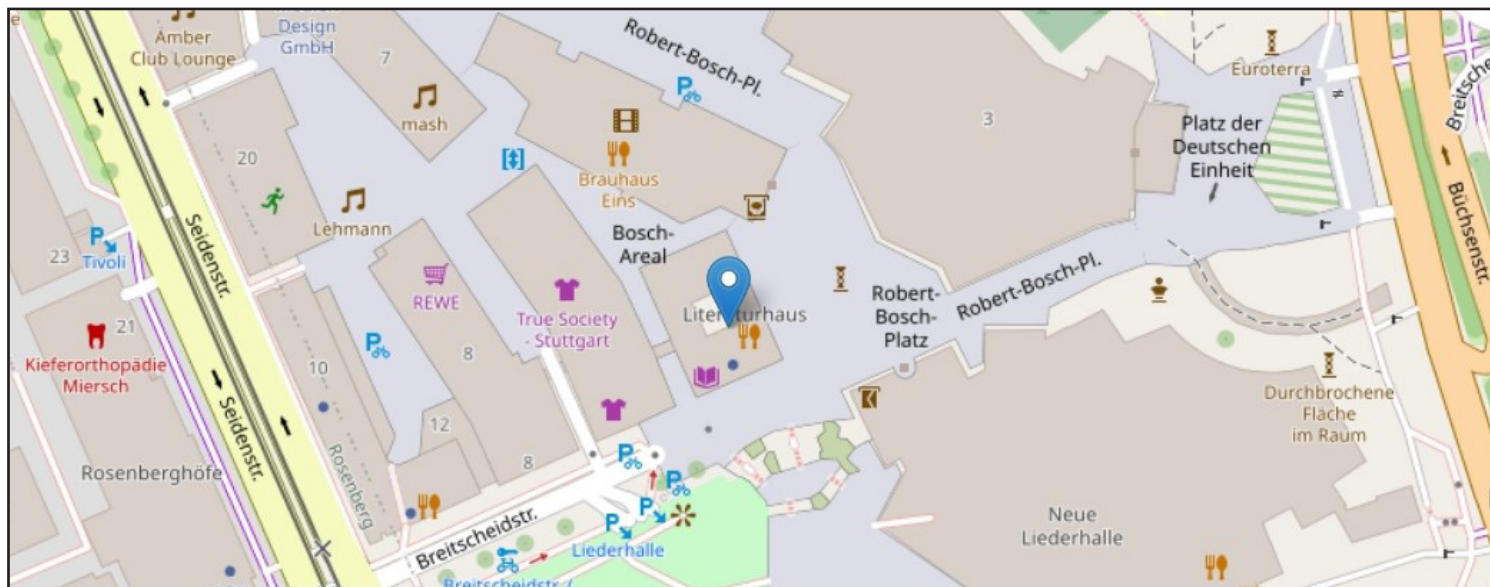 e
Design
GmbH
Amber
Club Lounge
7
mash
20
Lehmann
Seidenstr.
P
Tivoli
23
21
Kieferorthopädie
Miersch
Seidenstr.
Rosenberghöfe
10
Rosenberg
12
P
REWE
8
8
True Society
- Stuttgart
Robert-Bosch-Pl.
P
Brauhaus
Eins
Bosch-
Areal
Literaturhaus
3
Euroterra
Platz der
Deutschen
Einheit
Breitsche
Büchsenstr.
Robert-Bosch-Pl.
Robert-
Bosch-
Platz
Durchbrochene
Fläche
im Raum
Neue
Liederhalle
P
P
P
P
Liederhalle
Breitscheidstr.
Breitscheidstr. /